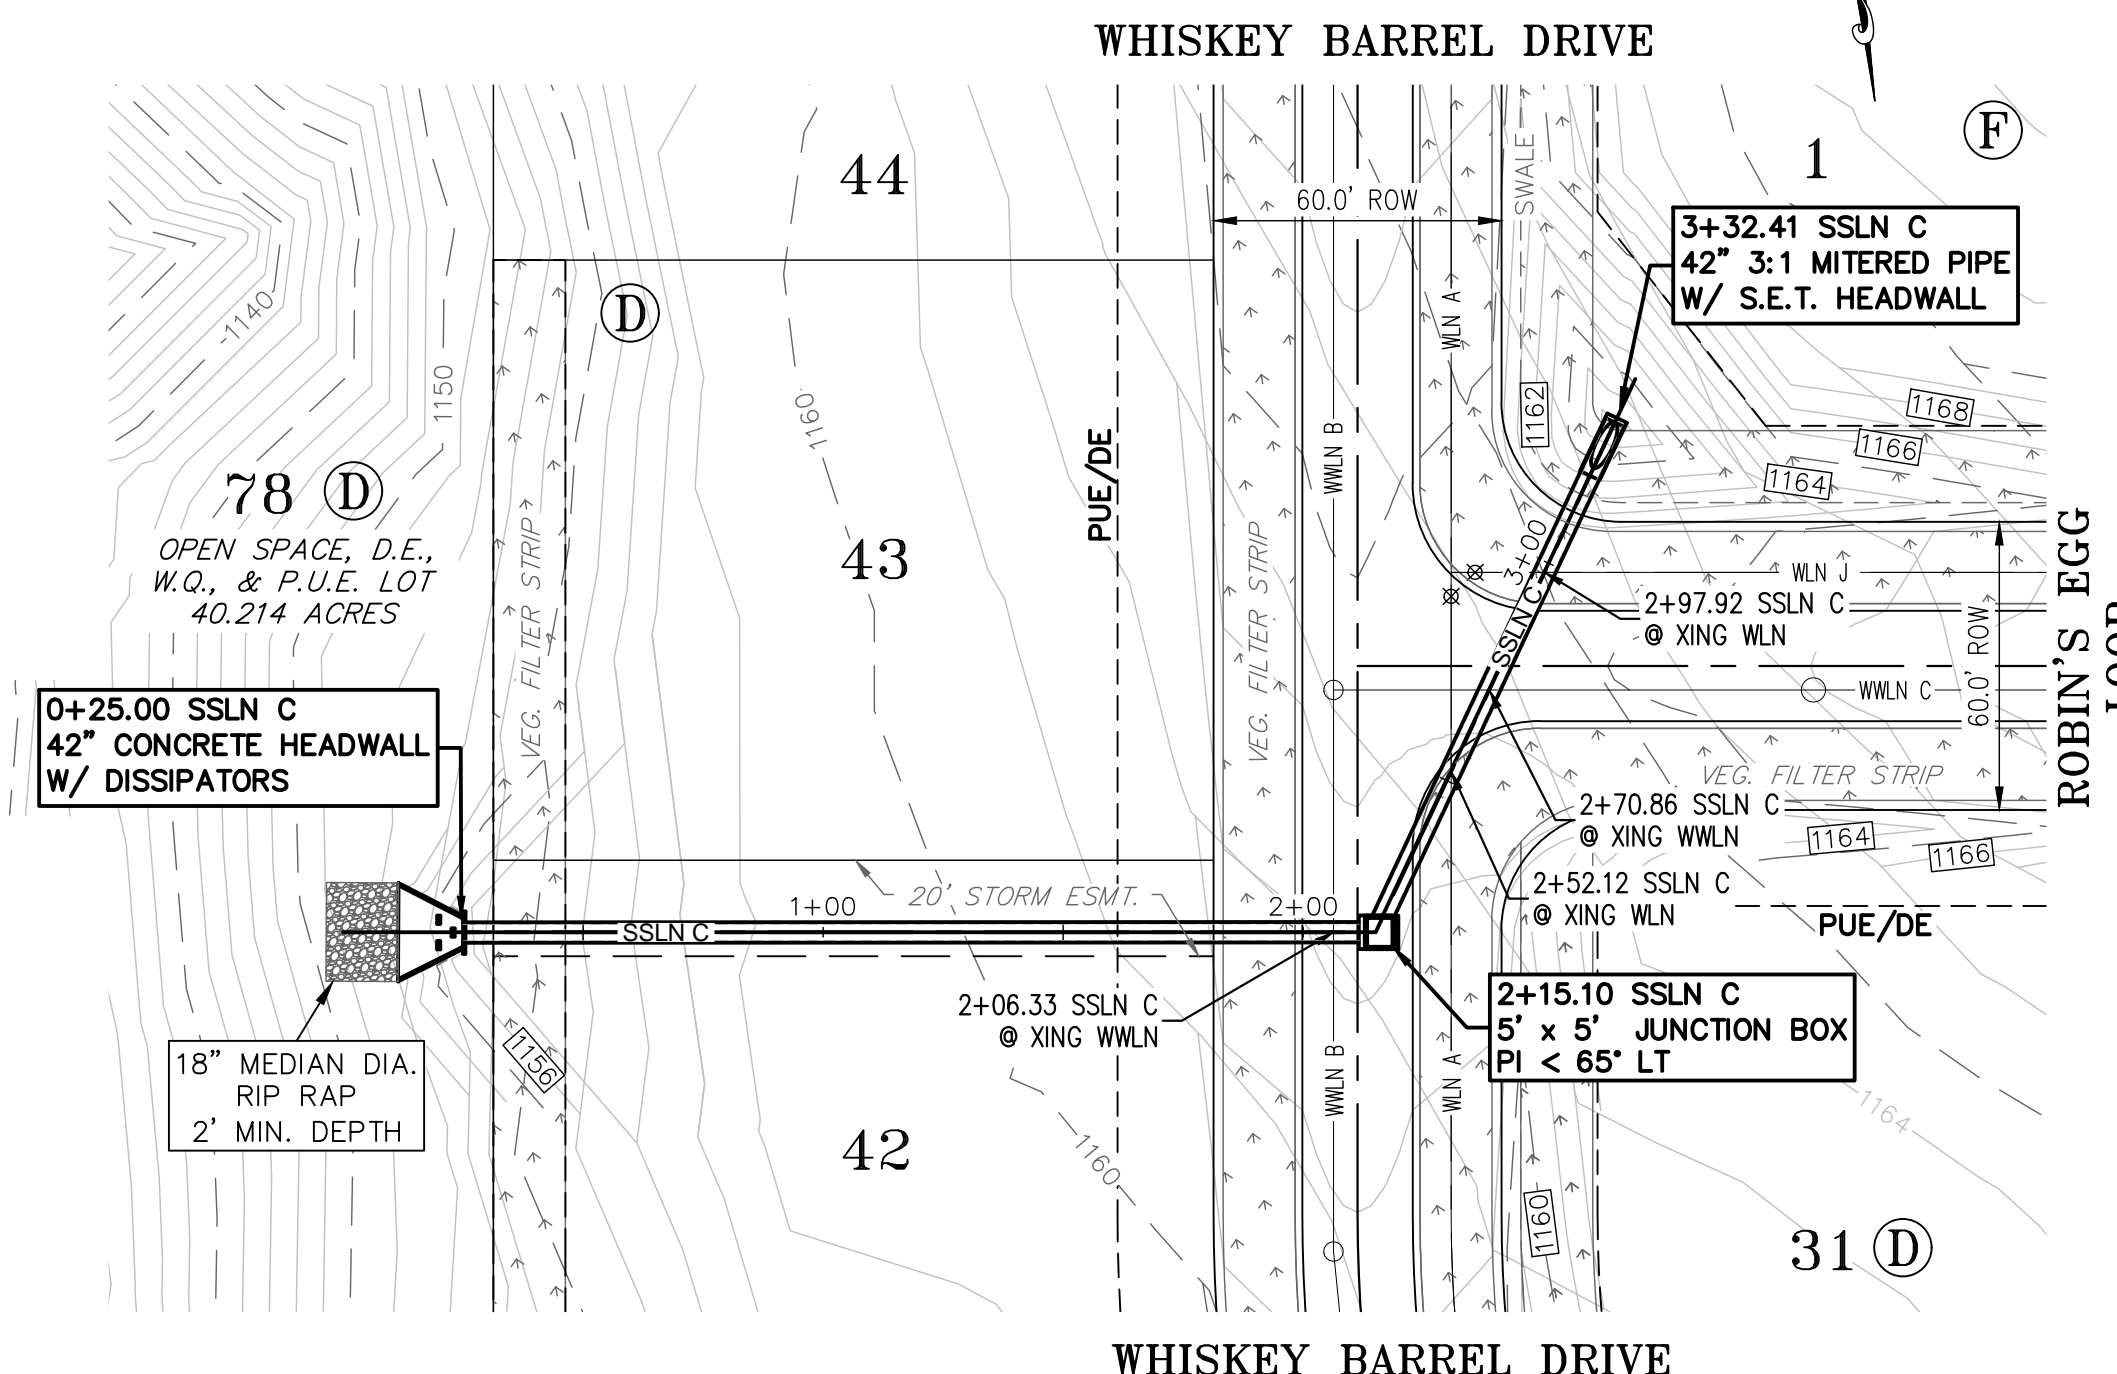 WHISKEY BARREL DRIVE
44
1
F
60.0' ROW
SWALE
3+32.41 SSLN C
42" 3:1 MITERED PIPE
W/ S.E.T. HEADWALL
1140
D
WLN A
1150
1160
1162
1168
1166
1164
WWLN B
PUE/DE
78 D
OPEN SPACE, D.E.,
W.Q., & P.U.E. LOT
40.214 ACRES
VEG. FILTER STRIP
43
VEG. FILTER STRIP
3+00
SSLN C
WLN J
2+97.92 SSLN C
@ XING WLN
60.0' ROW
ROBIN'S EGG
LOOP
WWLN C
0+25.00 SSLN C
42" CONCRETE HEADWALL
W/ DISSIPATORS
VEG. FILTER STRIP
2+70.86 SSLN C
@ XING WWLN
1164
1166
2+52.12 SSLN C
@ XING WLN
PUE/DE
1+00
20' STORM ESMT.
2+00
SSLN C
2+06.33 SSLN C
@ XING WWLN
2+15.10 SSLN C
5' x 5' JUNCTION BOX
PI < 65° LT
18" MEDIAN DIA.
RIP RAP
2' MIN. DEPTH
1156
WWLN B
WLN A
42
1160
1164
1160
31 D
WHISKEY BARREL DRIVE